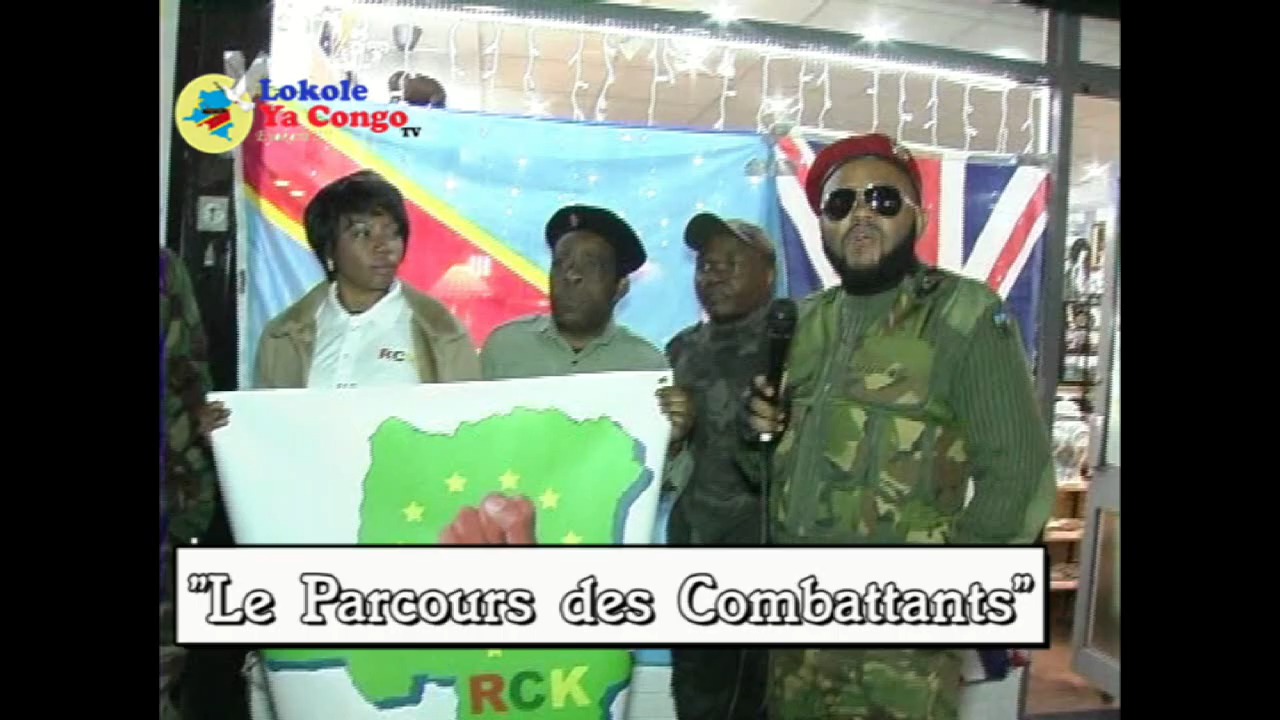 Lokole
Ya Congo
TV
RCK
"Le Parcours des Combattants"
RCK